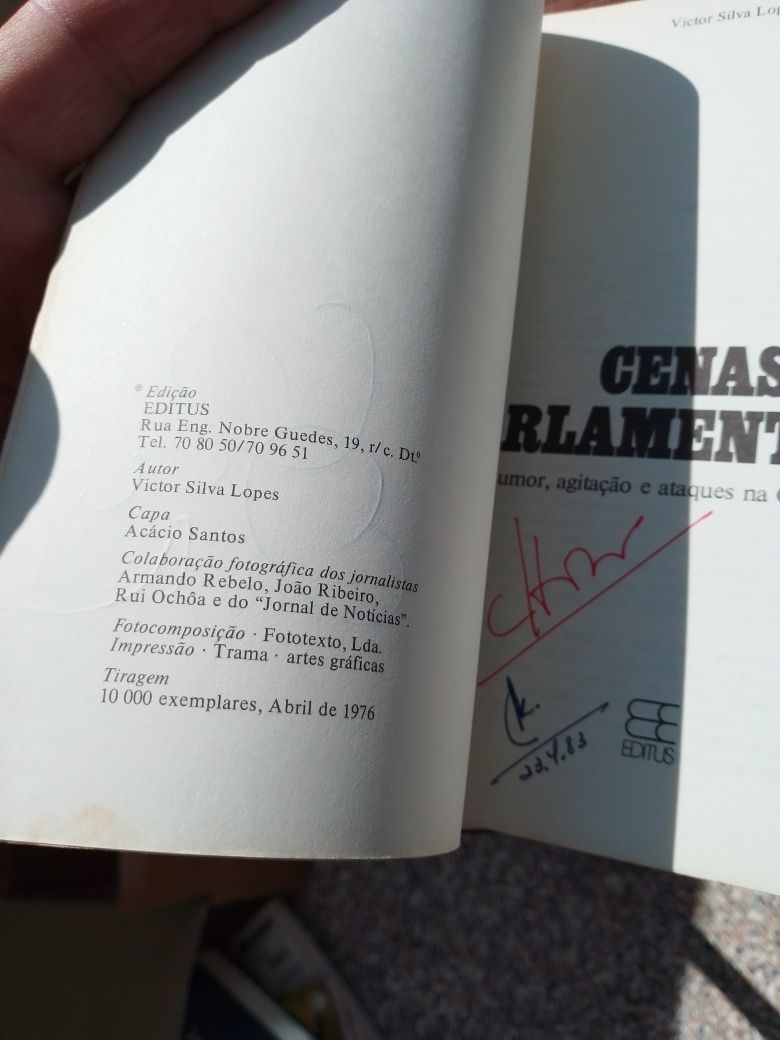 ® Edição
EDITUS
Rua Eng. Nobre Guedes, 19, r/c. Dtº
Tel. 70 80 50/70 96 51
Autor
Victor Silva Lopes
Capa
Acácio Santos
Colaboração fotográfica dos jornalistas
Armando Rebelo, João Ribeiro,
Rui Ochôa e do “Jornal de Notícias”.
Fotocomposição · Fototexto, Lda.
Impressão · Trama · artes gráficas
Tiragem
10 000 exemplares, Abril de 1976
Victor Silva Lop
CENAS
RLAMENT
umor, agitação e ataques na
23.4.83
EDITUS